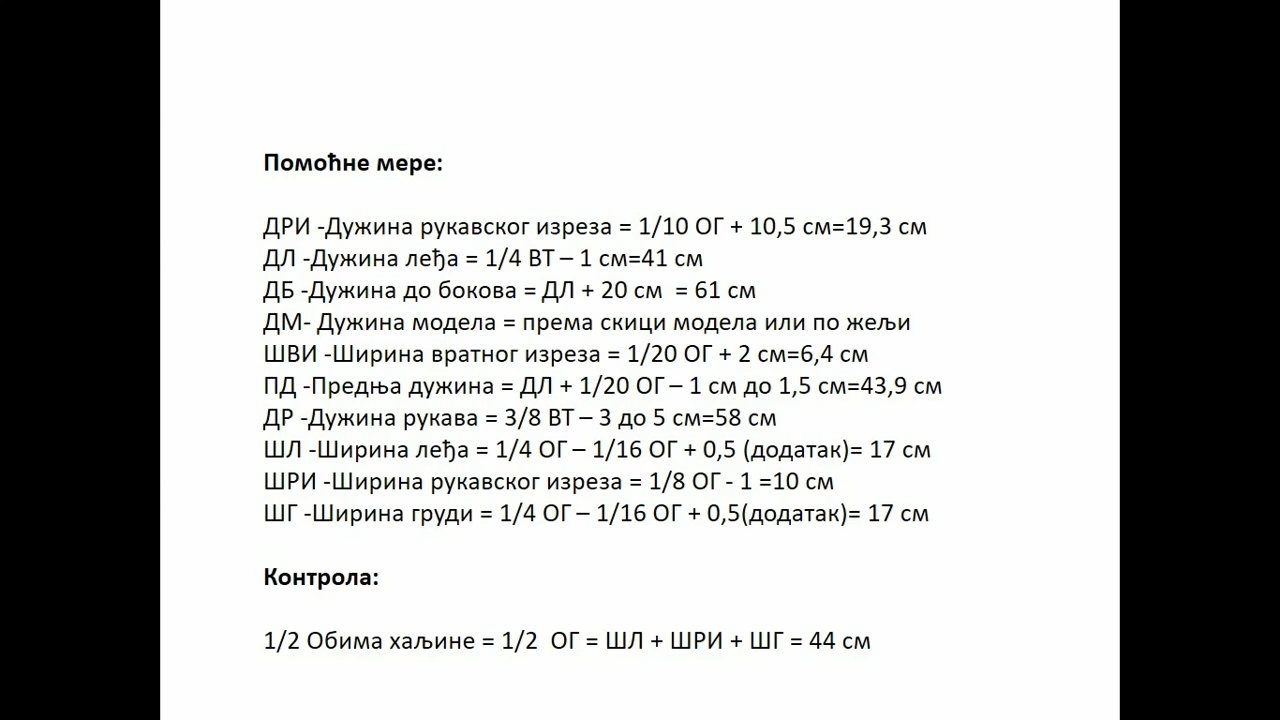 Помоћне мере:
ДРИ -Дужина рукавског изреза = 1/10 ОГ + 10,5 см=19,3 см
ДЛ -Дужина леђа = 1/4 ВТ – 1 см=41 см
ДБ -Дужина до бокова = ДЛ + 20 см  = 61 см
ДМ- Дужина модела = према скици модела или по жељи
ШВИ -Ширина вратног изреза = 1/20 ОГ + 2 см=6,4 см
ПД -Предња дужина = ДЛ + 1/20 ОГ – 1 см до 1,5 см=43,9 см
ДР -Дужина рукава = 3/8 ВТ – 3 до 5 см=58 см
ШЛ -Ширина леђа = 1/4 ОГ – 1/16 ОГ + 0,5 (додатак)= 17 см
ШРИ -Ширина рукавског изреза = 1/8 ОГ - 1 =10 см
ШГ -Ширина груди = 1/4 ОГ – 1/16 ОГ + 0,5(додатак)= 17 см
Контрола:
1/2 Обима хаљине = 1/2  ОГ = ШЛ + ШРИ + ШГ = 44 см